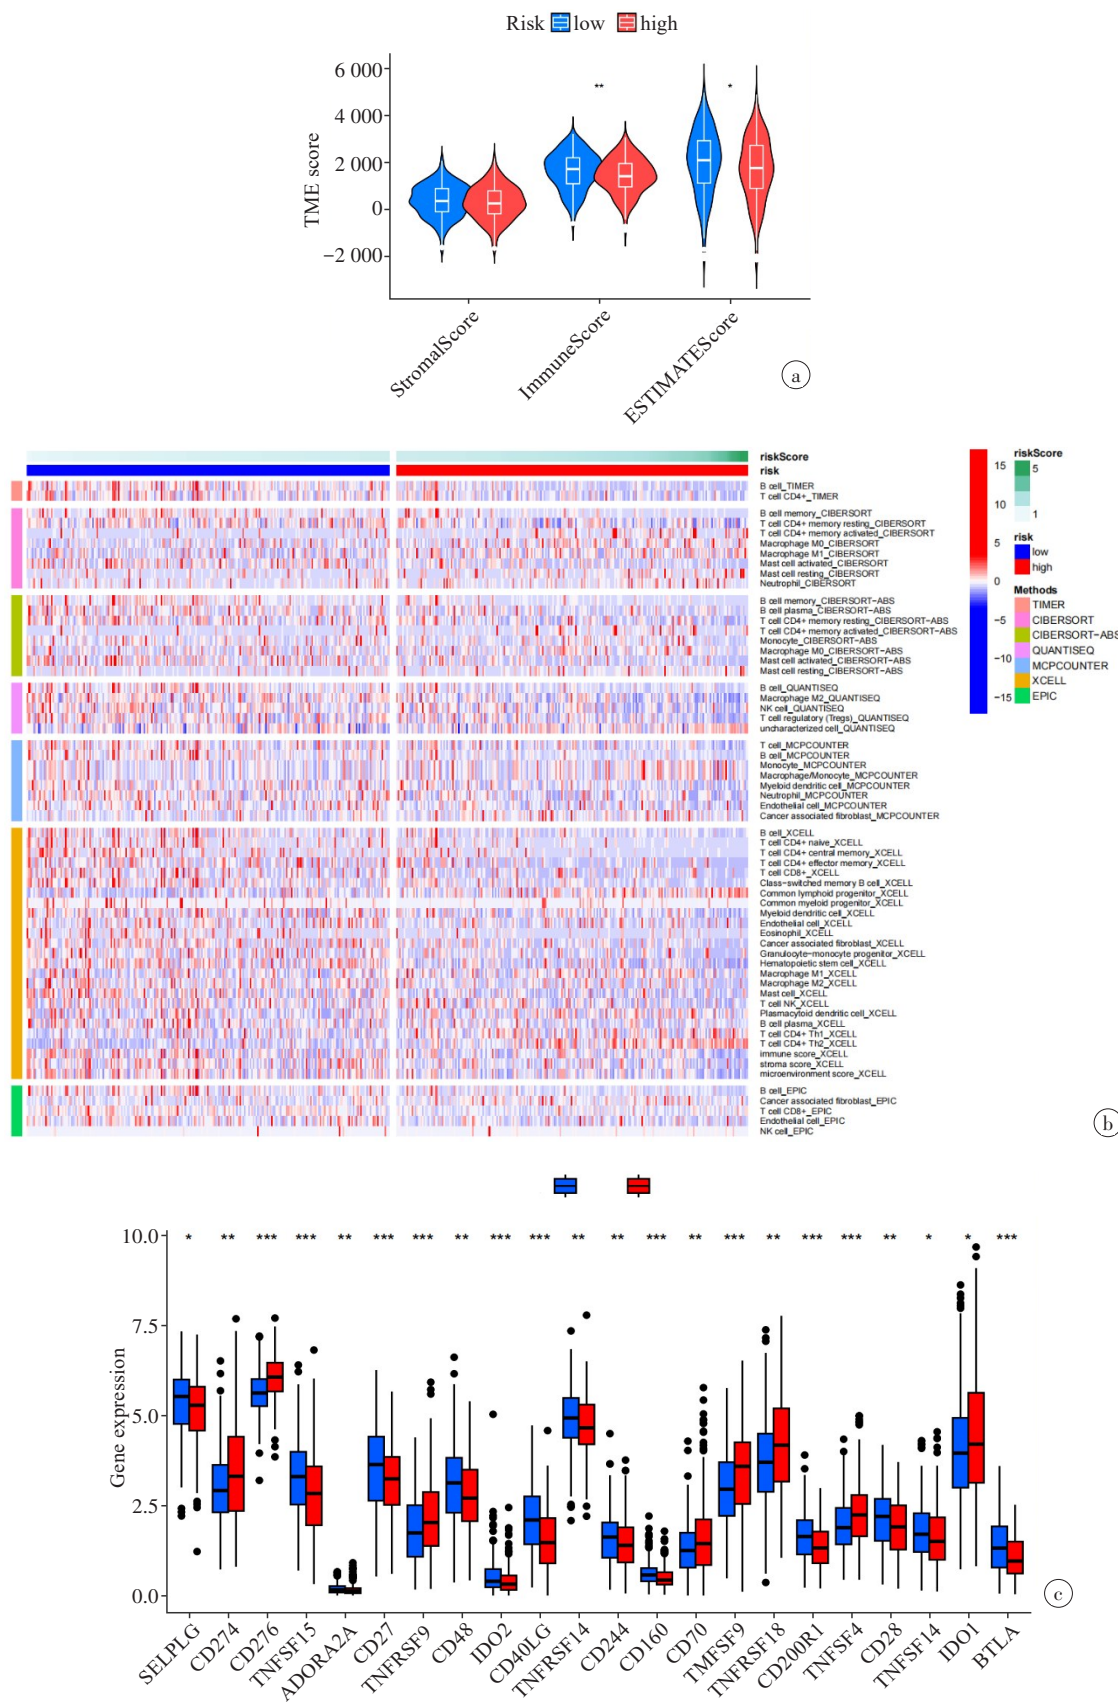 Risk low high
6 000
4 000
2 000
0
−2 000
TME score
StromalScore
ImmuneScore
ESTIMATEScore
**
*
a
riskScore
risk
B cell_TIMER
T cell CD4+_TIMER
B cell memory_CIBERSORT
T cell CD4+ memory resting_CIBERSORT
T cell CD4+ memory activated_CIBERSORT
Macrophage M0_CIBERSORT
Macrophage M1_CIBERSORT
Mast cell activated_CIBERSORT
Mast cell resting_CIBERSORT
Neutrophil_CIBERSORT
B cell memory_CIBERSORT−ABS
B cell plasma_CIBERSORT−ABS
T cell CD4+ memory resting_CIBERSORT−ABS
T cell CD4+ memory activated_CIBERSORT−ABS
Monocyte_CIBERSORT−ABS
Macrophage M0_CIBERSORT−ABS
Mast cell activated_CIBERSORT−ABS
Mast cell resting_CIBERSORT−ABS
B cell_QUANTISEQ
Macrophage M2_QUANTISEQ
NK cell_QUANTISEQ
T cell regulatory (Tregs)_QUANTISEQ
uncharacterized cell_QUANTISEQ
T cell_MCPCOUNTER
B cell_MCPCOUNTER
Monocyte_MCPCOUNTER
Macrophage/Monocyte_MCPCOUNTER
Myeloid dendritic cell_MCPCOUNTER
Neutrophil_MCPCOUNTER
Endothelial cell_MCPCOUNTER
Cancer associated fibroblast_MCPCOUNTER
B cell_XCELL
T cell CD4+ naive_XCELL
T cell CD4+ central memory_XCELL
T cell CD4+ effector memory_XCELL
T cell CD8+_XCELL
Class−switched memory B cell_XCELL
Common lymphoid progenitor_XCELL
Common myeloid progenitor_XCELL
Myeloid dendritic cell_XCELL
Endothelial cell_XCELL
Eosinophil_XCELL
Cancer associated fibroblast_XCELL
Granulocyte−monocyte progenitor_XCELL
Hematopoietic stem cell_XCELL
Macrophage M1_XCELL
Macrophage M2_XCELL
Mast cell_XCELL
T cell NK_XCELL
Plasmacytoid dendritic cell_XCELL
B cell plasma_XCELL
T cell CD4+ Th1_XCELL
T cell CD4+ Th2_XCELL
immune score_XCELL
stroma score_XCELL
microenvironment score_XCELL
B cell_EPIC
Cancer associated fibroblast_EPIC
T cell CD8+_EPIC
Endothelial cell_EPIC
NK cell_EPIC
15
10
5
0
−5
−10
−15
riskScore
5
1
risk
low
high
Methods
TIMER
CIBERSORT
CIBERSORT−ABS
QUANTISEQ
MCPCOUNTER
XCELL
EPIC
b
10.0
7.5
5.0
2.5
0.0
Gene expression
* ** *** *** ** *** *** ** *** *** ** ** *** ** *** ** *** *** ** * * ***
SELPLG
CD274
CD276
TNFSF15
ADORA2A
CD27
TNFRSF9
CD48
IDO2
CD40LG
TNFRSF14
CD244
CD160
CD70
TMFSF9
TNFRSF18
CD200R1
TNFSF4
CD28
TNFSF14
IDO1
BTLA
c